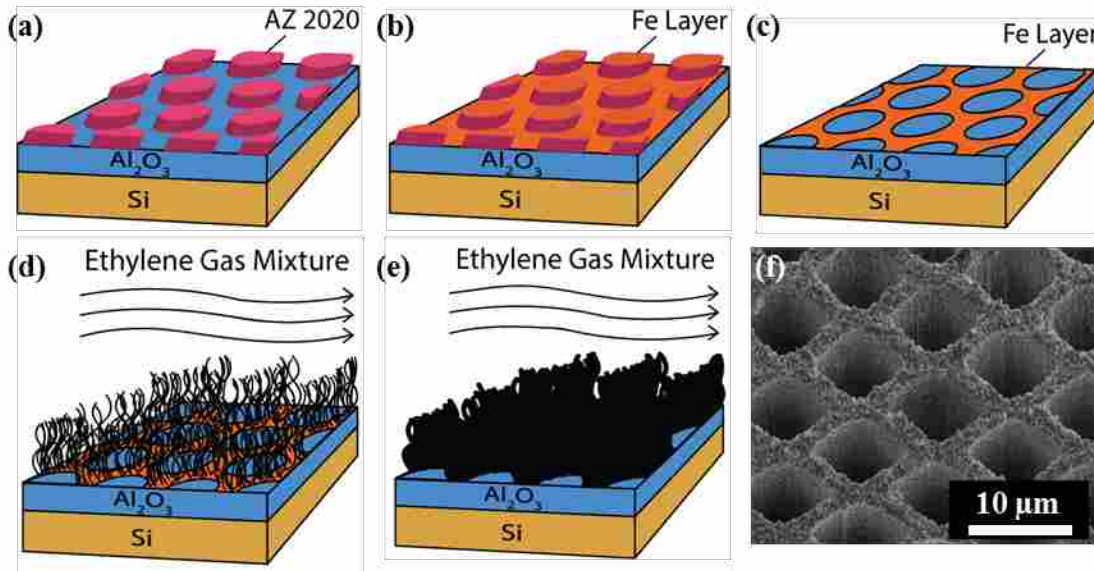 (a)
AZ 2020
Al₂O₃
Si
(b)
Fe Layer
Al₂O₃
Si
(c)
Fe Layer
Al₂O₃
Si
(d)
Ethylene Gas Mixture
Al₂O₃
Si
(e)
Ethylene Gas Mixture
Al₂O₃
Si
(f)
10 μm